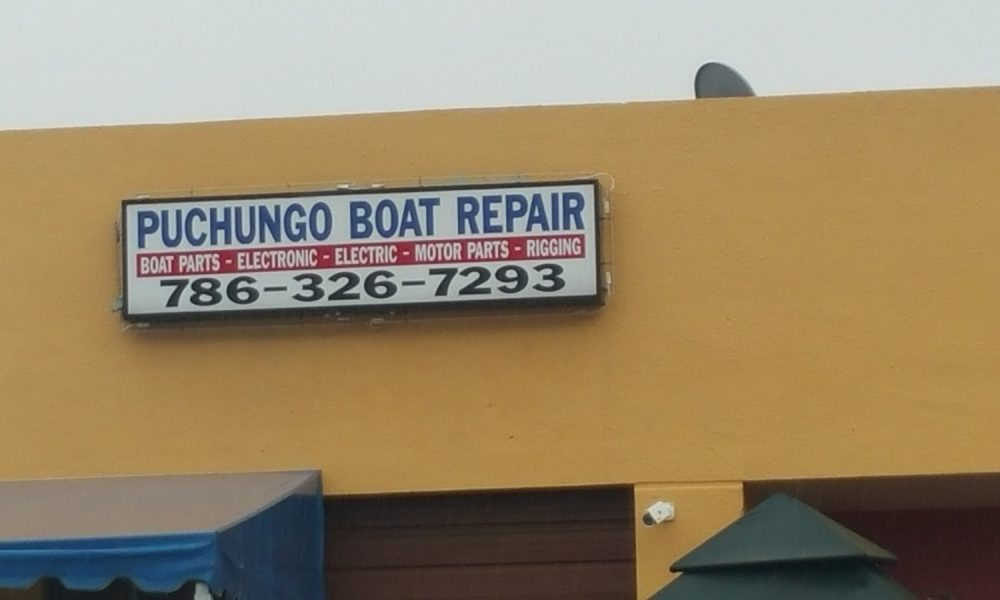 PUCHUNGO BOAT REPAIR
BOAT PARTS - ELECTRONIC - ELECTRIC - MOTOR PARTS - RIGGING
786-326-7293